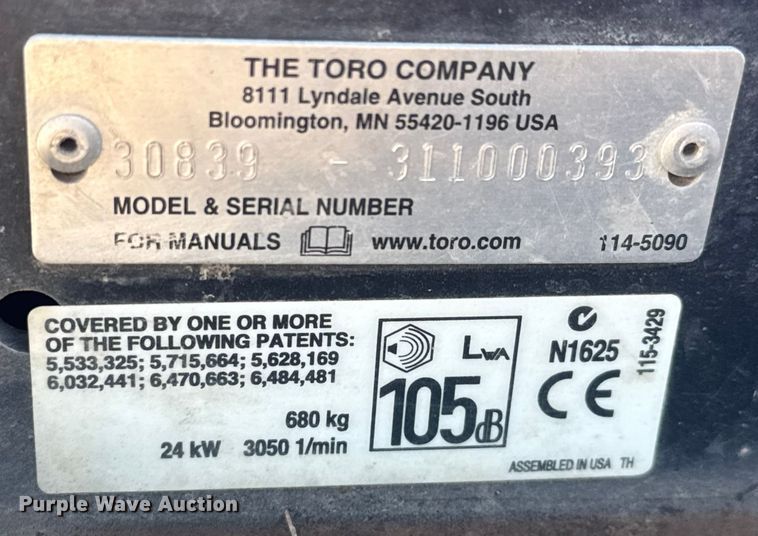 THE TORO COMPANY
8111 Lyndale Avenue South
Bloomington, MN 55420-1196 USA
30839 - 311000393
MODEL & SERIAL NUMBER
FOR MANUALS www.toro.com 114-5090
COVERED BY ONE OR MORE
OF THE FOLLOWING PATENTS:
5,533,325; 5,715,664; 5,628,169
6,032,441; 6,470,663; 6,484,481
680 kg
24 kW 3050 1/min
LWA
105dB
N1625
CE
115-3429
ASSEMBLED IN USA TH
Purple Wave Auction